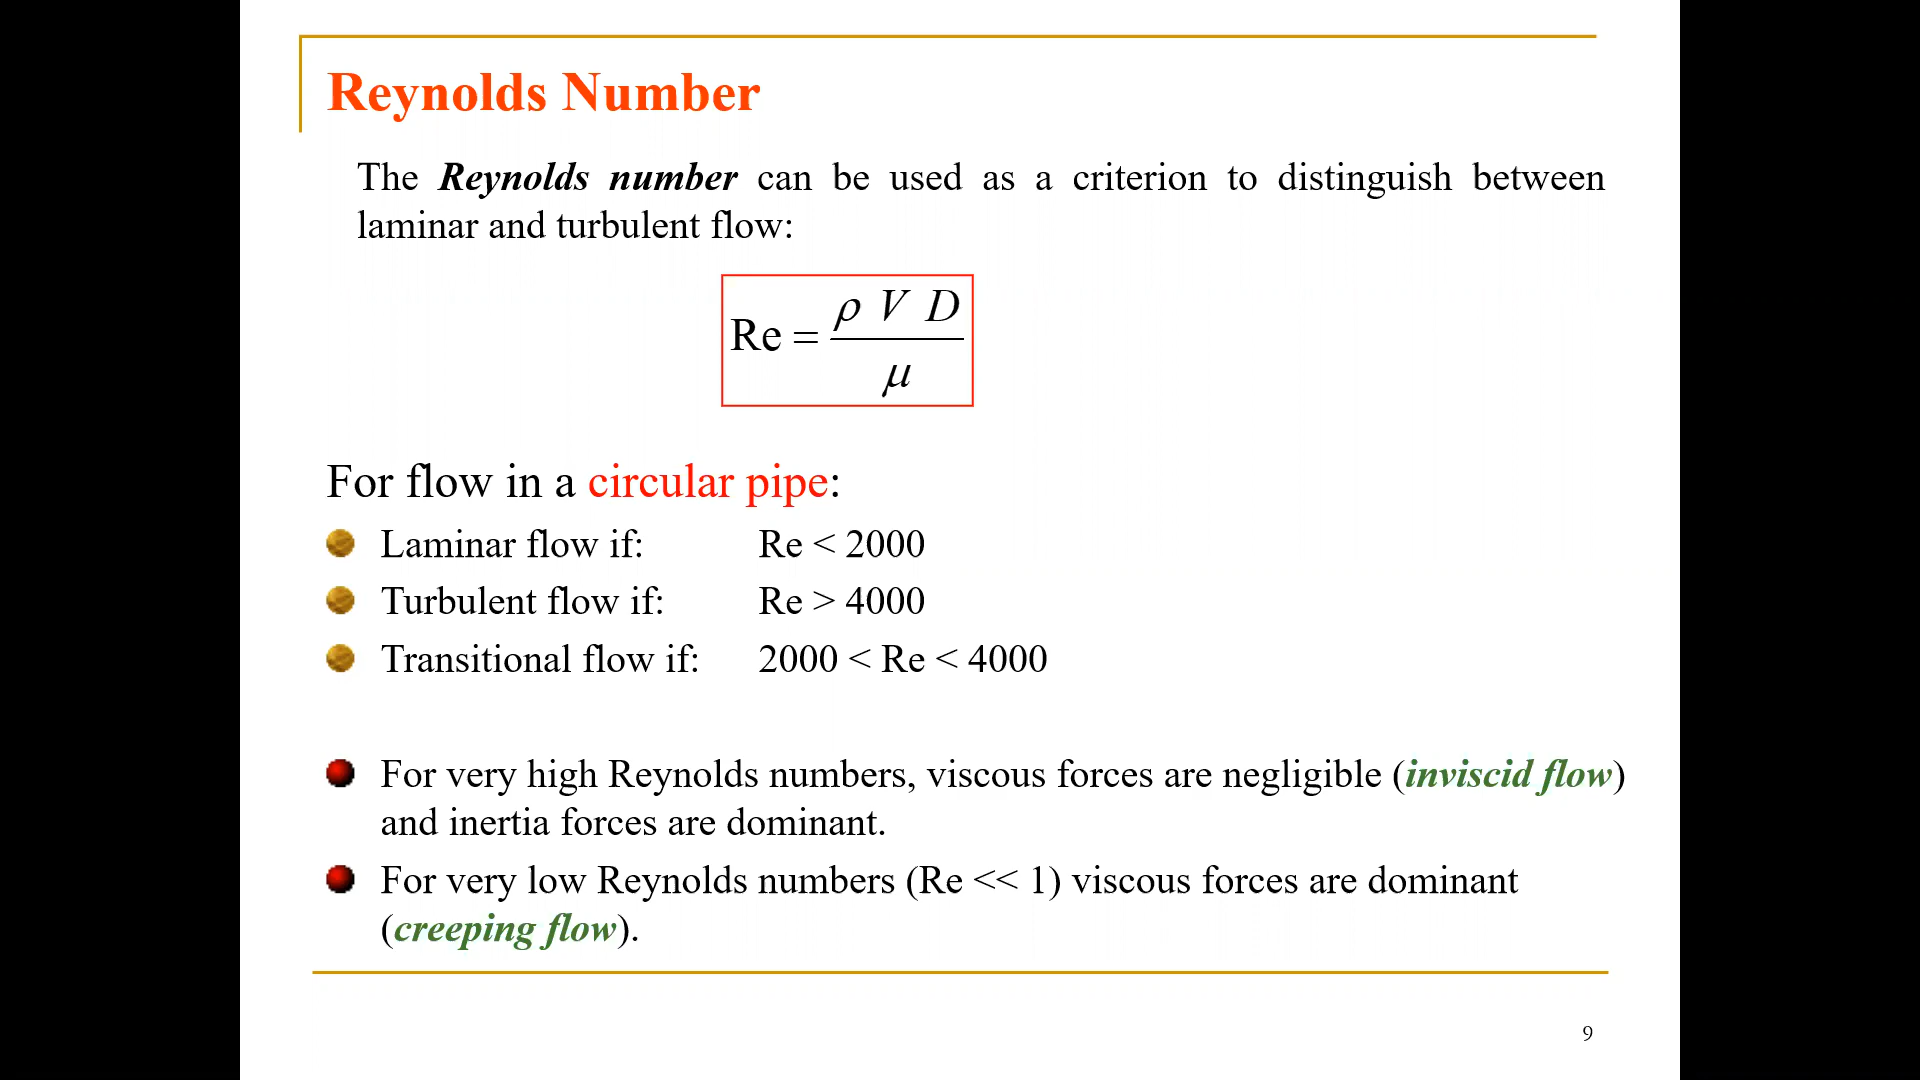 Reynolds Number
The Reynolds number can be used as a criterion to distinguish between
laminar and turbulent flow:
Re = ρ V D / μ
For flow in a circular pipe:
Laminar flow if: Re < 2000
Turbulent flow if: Re > 4000
Transitional flow if: 2000 < Re < 4000
For very high Reynolds numbers, viscous forces are negligible (inviscid flow)
and inertia forces are dominant.
For very low Reynolds numbers (Re << 1) viscous forces are dominant
(creeping flow).
9